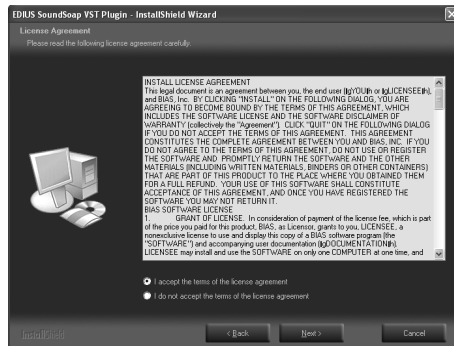 EDIUS SoundSoap VST Plugin - InstallShield Wizard
License Agreement
Please read the following license agreement carefully.
INSTALL LICENSE AGREEMENT
This legal document is an agreement between you, the end user (‖gYOU‖h or ‖gLICENSEE‖h),
and BIAS, Inc. BY CLICKING "INSTALL" ON THE FOLLOWING DIALOG, YOU ARE
AGREEING TO BECOME BOUND BY THE TERMS OF THIS AGREEMENT, WHICH
INCLUDES THE SOFTWARE LICENSE AND THE SOFTWARE DISCLAIMER OF
WARRANTY (collectively the "Agreement"). CLICK "QUIT" ON THE FOLLOWING DIALOG
IF YOU DO NOT ACCEPT THE TERMS OF THIS AGREEMENT. THIS AGREEMENT
CONSTITUTES THE COMPLETE AGREEMENT BETWEEN YOU AND BIAS, INC. IF YOU
DO NOT AGREE TO THE TERMS OF THIS AGREEMENT, DO NOT USE OR REGISTER
THE SOFTWARE AND PROMPTLY RETURN THE SOFTWARE AND THE OTHER
MATERIALS (INCLUDING WRITTEN MATERIALS, BINDERS OR OTHER CONTAINERS)
THAT ARE PART OF THIS PRODUCT TO THE PLACE WHERE YOU OBTAINED THEM
FOR A FULL REFUND. YOUR USE OF THIS SOFTWARE SHALL CONSTITUTE
ACCEPTANCE OF THIS AGREEMENT, AND ONCE YOU HAVE REGISTERED THE
SOFTWARE YOU MAY NOT RETURN IT.
BIAS SOFTWARE LICENSE
1. GRANT OF LICENSE. In consideration of payment of the license fee, which is part
of the price you paid for this product, BIAS, as Licensor, grants to you, LICENSEE, a
nonexclusive license to use and display this copy of a BIAS software program (the
"SOFTWARE") and accompanying user documentation (‖gDOCUMENTATION‖h).
LICENSEE may install and use the SOFTWARE on only one COMPUTER at one time, and
I accept the terms of the license agreement
I do not accept the terms of the license agreement
InstallShield
< Back
Next >
Cancel